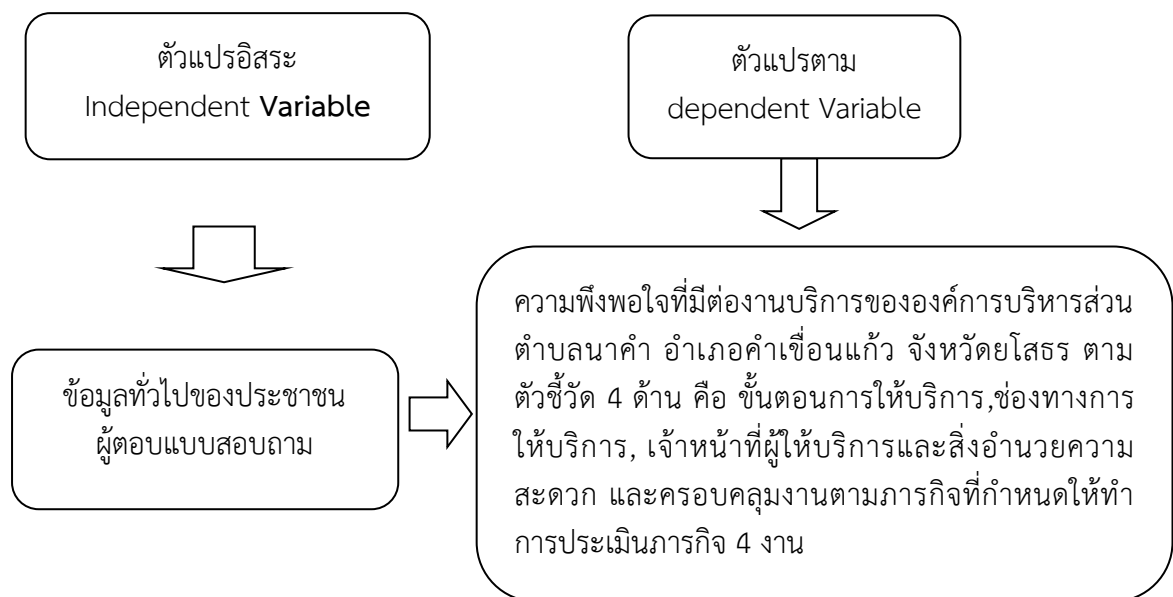 ตัวแปรอิสระ
Independent Variable
ตัวแปรตาม
dependent Variable
ข้อมูลทั่วไปของประชาชน
ผู้ตอบแบบสอบถาม
ความพึงพอใจที่มีต่องานบริการขององค์การบริหารส่วน
ตำบลนาคำ อำเภอคำเขื่อนแก้ว จังหวัดยโสธร ตาม
ตัวชี้วัด 4 ด้าน คือ ขั้นตอนการให้บริการ,ช่องทางการ
ให้บริการ, เจ้าหน้าที่ผู้ให้บริการและสิ่งอำนวยความ
สะดวก และครอบคลุมงานตามภารกิจที่กำหนดให้ทำ
การประเมินภารกิจ 4 งาน